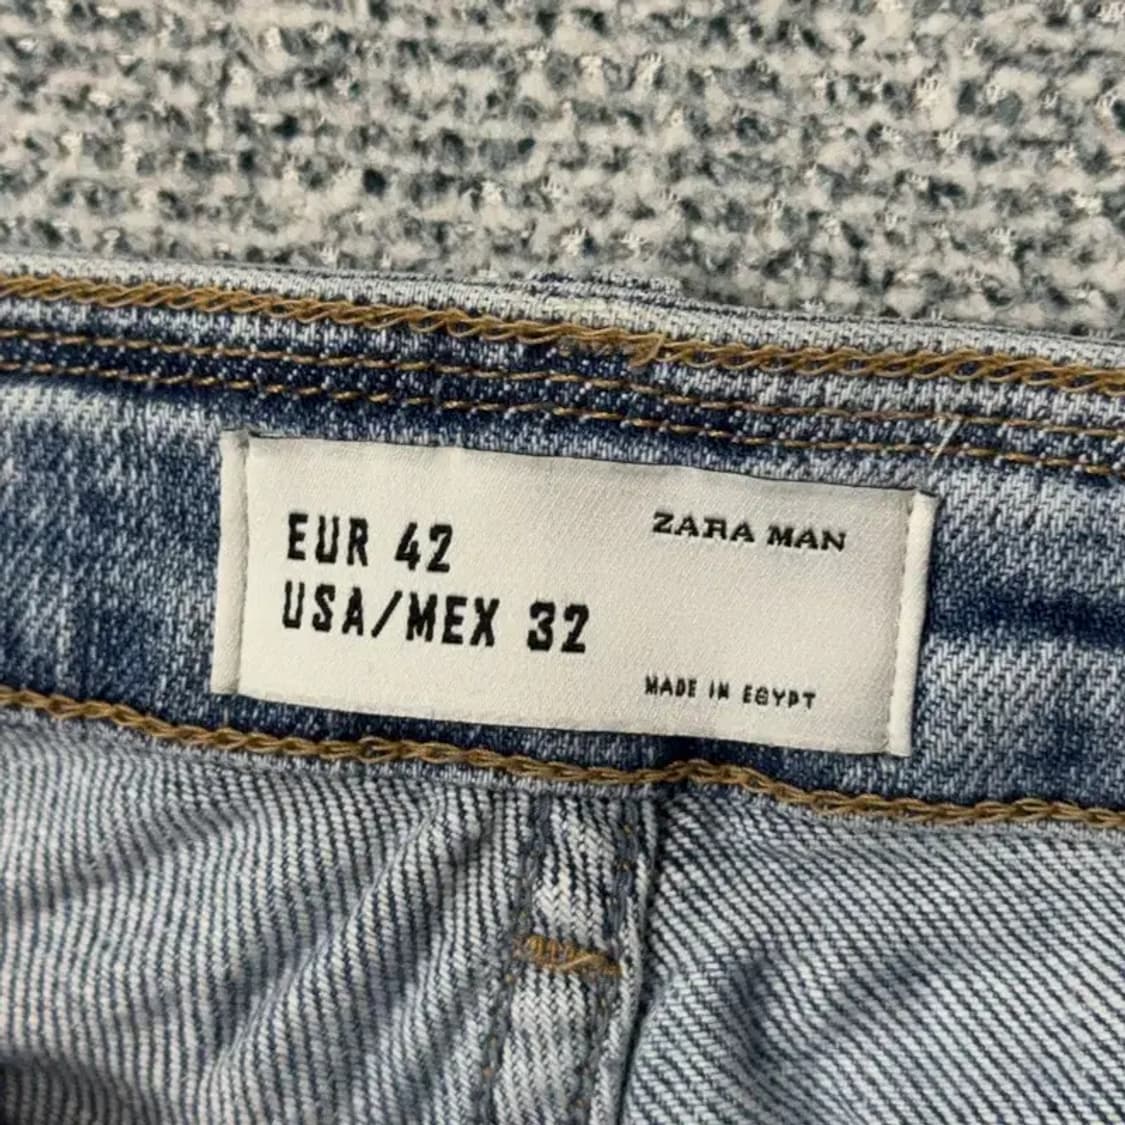 EUR 42
USA/MEX 32
ZARA MAN
MADE IN EGYPT